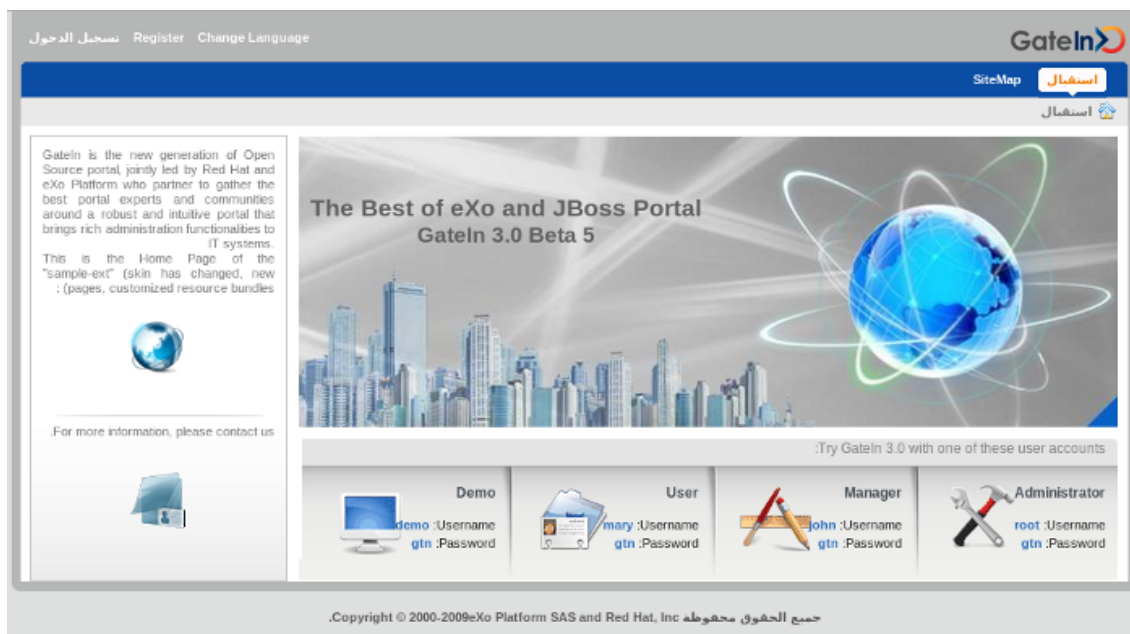 تسجيل الدخول Register Change Language
GateIn
SiteMap استقبال
استقبال
GateIn is the new generation of Open
Source portal, jointly led by Red Hat and
eXo Platform who partner to gather the
best portal experts and communities
around a robust and intuitive portal that
brings rich administration functionalities to
IT systems.
This is the Home Page of the
"sample-ext" (skin has changed, new
: (pages, customized resource bundles
.For more information, please contact us
The Best of eXo and JBoss Portal
GateIn 3.0 Beta 5
:Try GateIn 3.0 with one of these user accounts
Administrator
root :Username
gtn :Password
Manager
john :Username
gtn :Password
User
mary :Username
gtn :Password
Demo
demo :Username
gtn :Password
.Copyright © 2000-2009eXo Platform SAS and Red Hat, Inc جميع الحقوق محفوظه